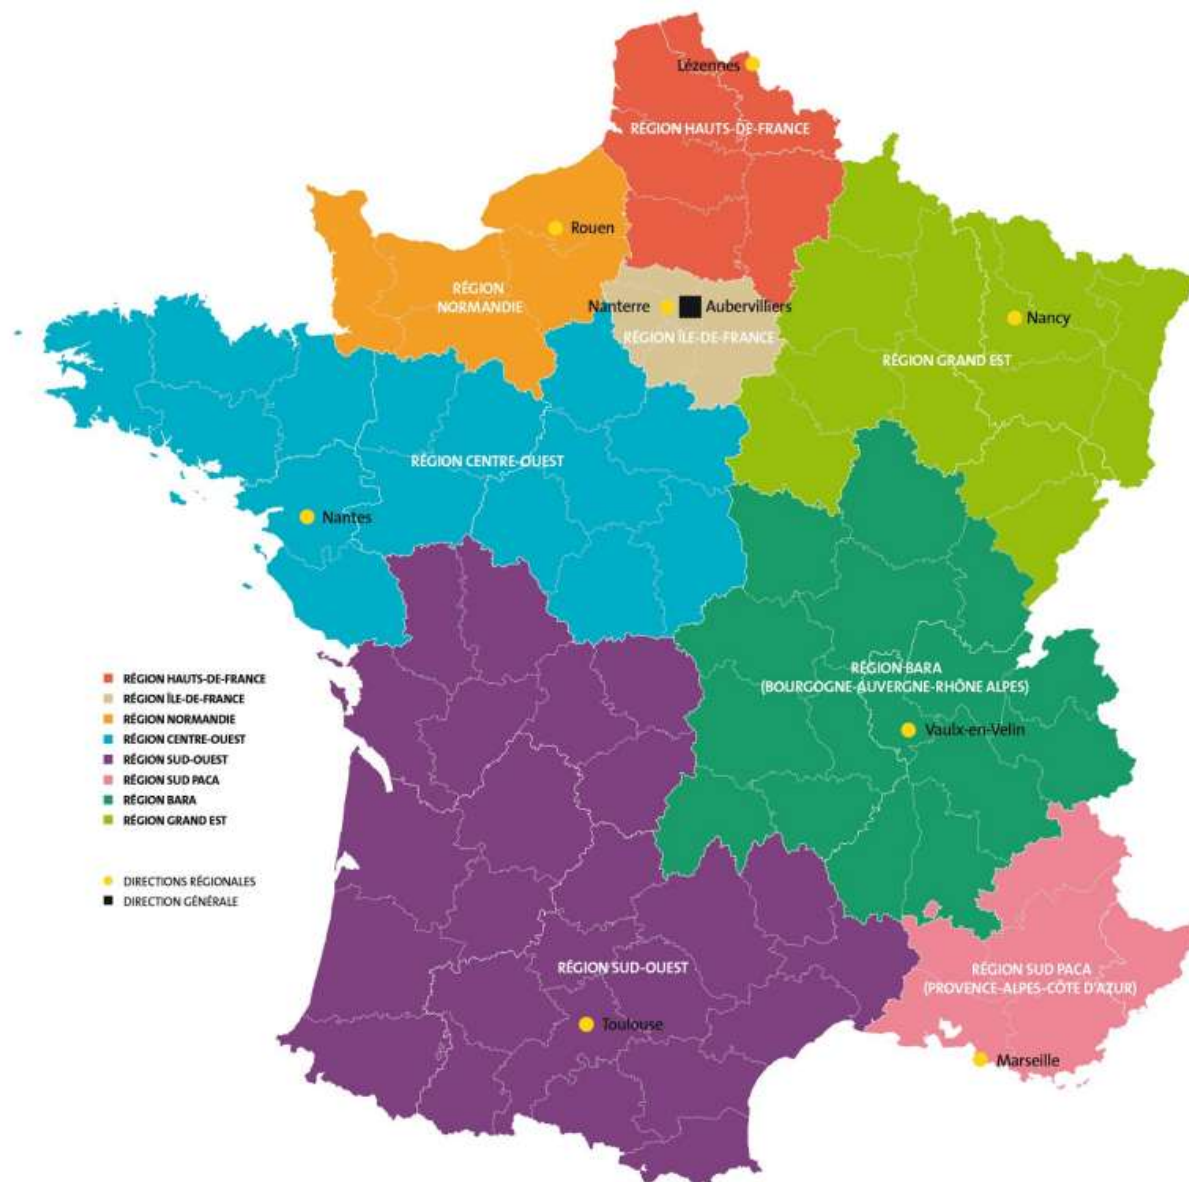 Lézennes
RÉGION HAUTS-DE-FRANCE
Rouen
RÉGION
NORMANDIE
Nanterre
Aubervilliers
RÉGION ÎLE-DE-FRANCE
Nancy
RÉGION GRAND EST
RÉGION CENTRE-OUEST
Nantes
RÉGION BARA
(BOURGOGNE-AUVERGNE-RHÔNE ALPES)
Vaulx-en-Velin
RÉGION HAUTS-DE-FRANCE
RÉGION ÎLE-DE-FRANCE
RÉGION NORMANDIE
RÉGION CENTRE-OUEST
RÉGION SUD-OUEST
RÉGION SUD PACA
RÉGION BARA
RÉGION GRAND EST
DIRECTIONS RÉGIONALES
DIRECTION GÉNÉRALE
RÉGION SUD-OUEST
Toulouse
RÉGION SUD PACA
(PROVENCE-ALPES-CÔTE D'AZUR)
Marseille